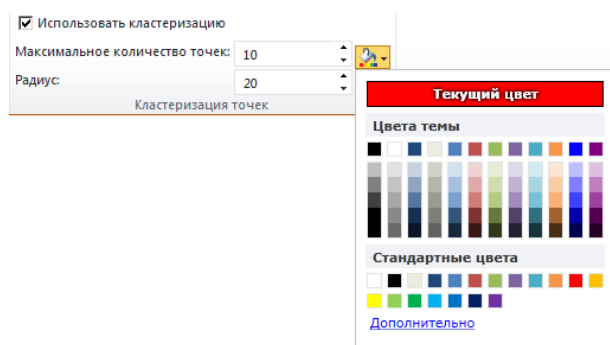 Использовать кластеризацию
Максимальное количество точек: 10
Радиус: 20
Кластеризация точек
Текущий цвет
Цвета темы
Стандартные цвета
Дополнительно